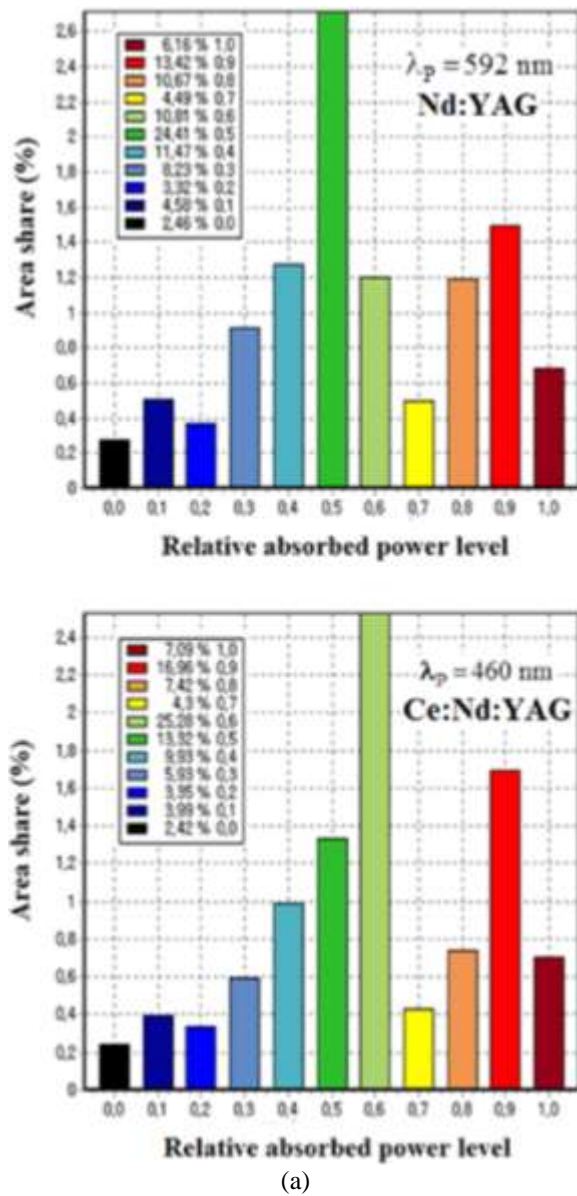 2,6
2,4
2,2
2
1,8
1,6
1,4
1,2
1
0,8
0,6
0,4
0,2
0
Area share (%)
6,16 % 1,0
13,42 % 0,9
10,67 % 0,8
4,49 % 0,7
10,81 % 0,6
24,41 % 0,5
11,47 % 0,4
8,23 % 0,3
3,32 % 0,2
4,58 % 0,1
2,46 % 0,0
λP = 592 nm
Nd:YAG
0,0 0,1 0,2 0,3 0,4 0,5 0,6 0,7 0,8 0,9 1,0
Relative absorbed power level
2,4
2,2
2
1,8
1,6
1,4
1,2
1
0,8
0,6
0,4
0,2
0
Area share (%)
7,09 % 1,0
16,96 % 0,9
7,42 % 0,8
4,3 % 0,7
25,28 % 0,6
13,32 % 0,5
9,93 % 0,4
5,93 % 0,3
3,35 % 0,2
3,99 % 0,1
2,42 % 0,0
λP = 460 nm
Ce:Nd:YAG
0,0 0,1 0,2 0,3 0,4 0,5 0,6 0,7 0,8 0,9 1,0
Relative absorbed power level
(a)